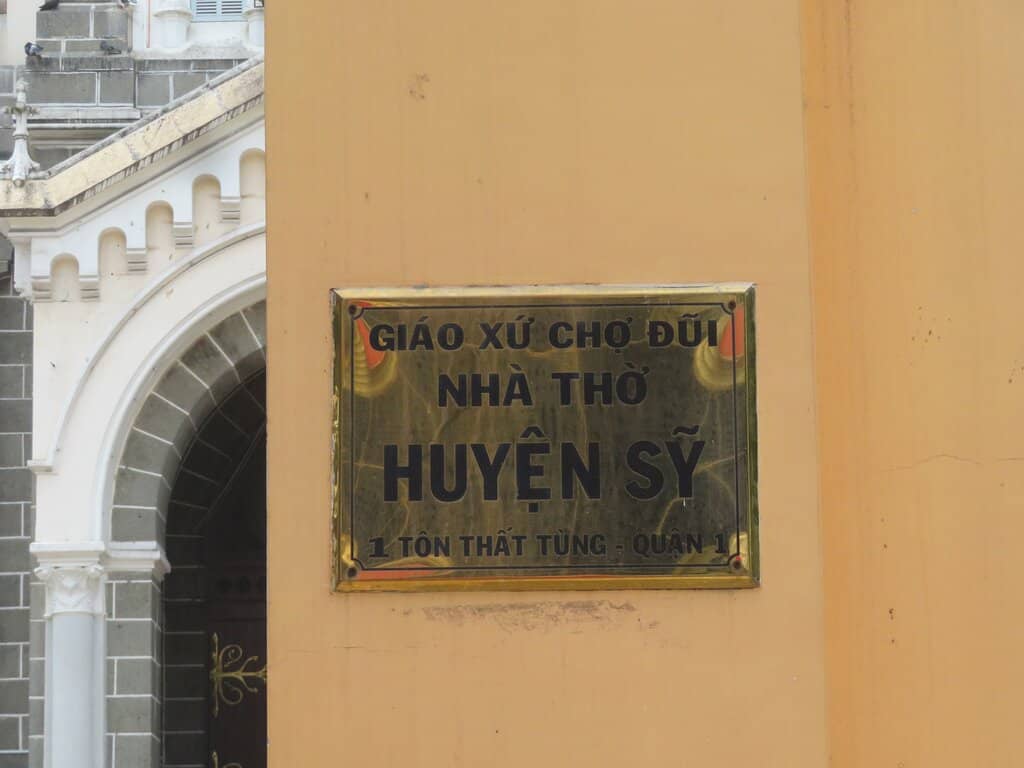 GIÁO XỨ CHỢ ĐŨI
NHÀ THỜ
HUYỆN SỸ
1 TÔN THẤT TÙNG - QUẬN 1